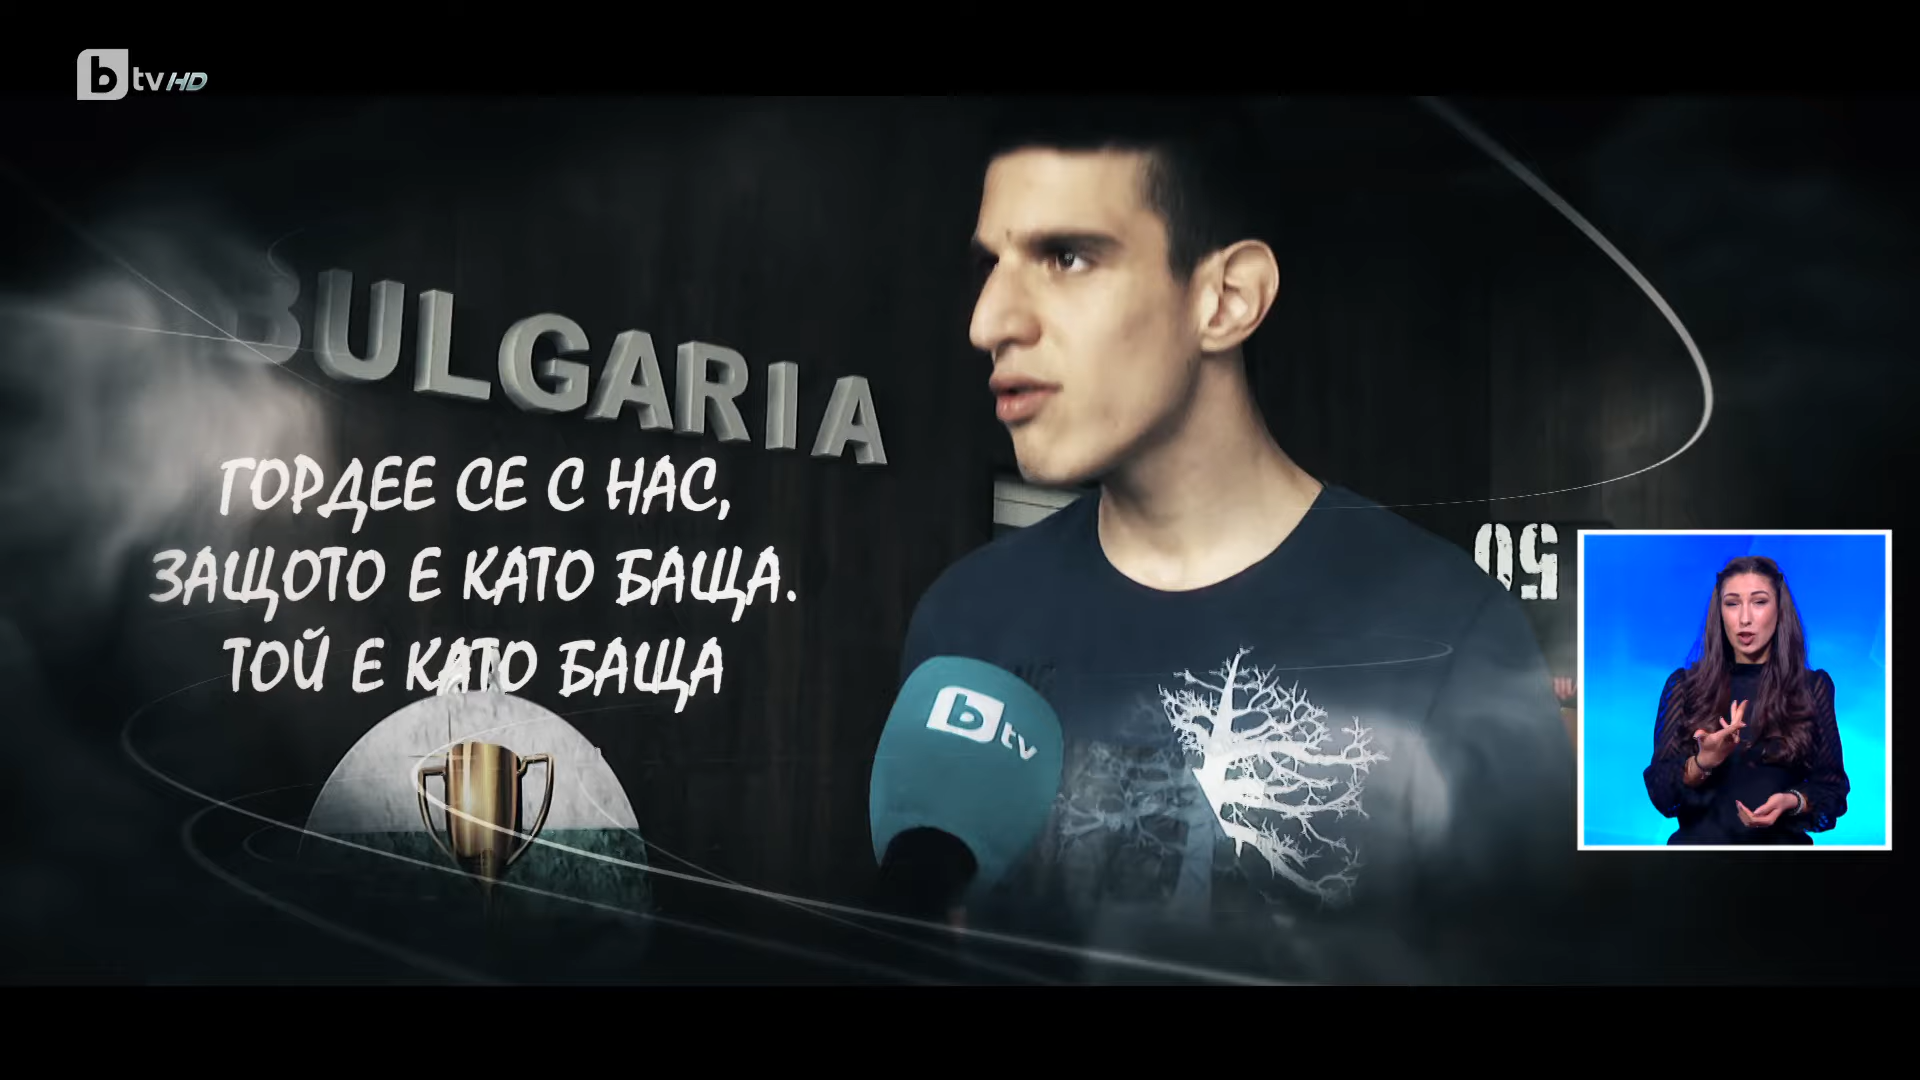 btv HD
BULGARIA
ГОРДЕЕ СЕ С НАС,
ЗАЩОТО Е КАТО БАЩА.
ТОЙ Е КАТО БАЩА
btv